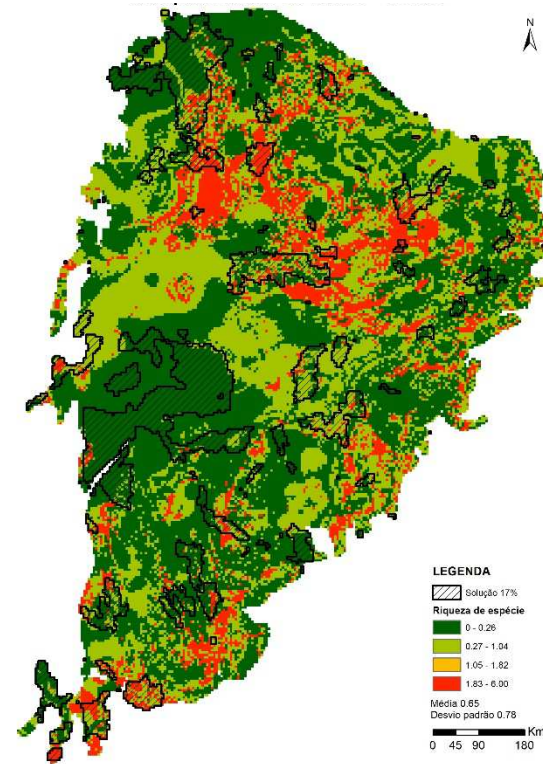 N
LEGENDA
Solução 17%
Riqueza de espécie
0 - 0.26
0.27 - 1.04
1.05 - 1.82
1.83 - 6.00
Média 0.65
Desvio padrão 0.78
Km
0 45 90 180